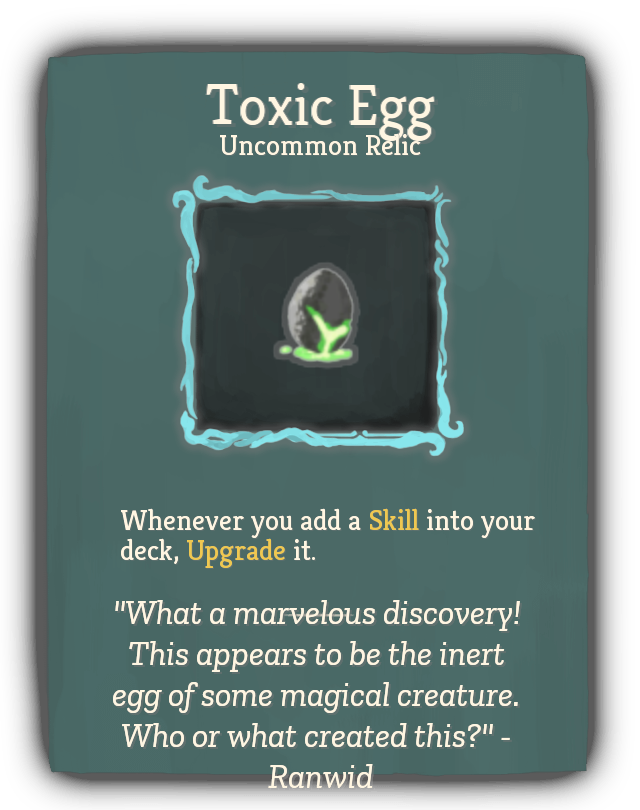 Toxic Egg
Uncommon Relic
Whenever you add a Skill into your
deck, Upgrade it.
"What a marvelous discovery!
This appears to be the inert
egg of some magical creature.
Who or what created this?" -
Ranwid